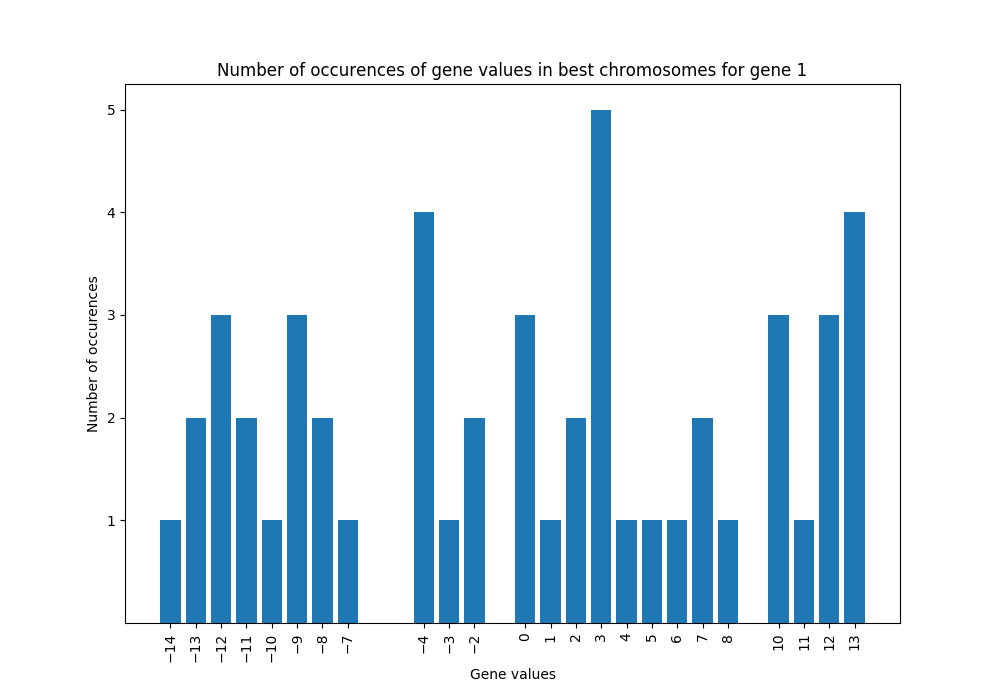 Number of occurences of gene values in best chromosomes for gene 1
5
4
3
2
1
Number of occurences
−14 −13 −12 −11 −10 −9 −8 −7 −4 −3 −2 0 1 2 3 4 5 6 7 8 10 11 12 13
Gene values